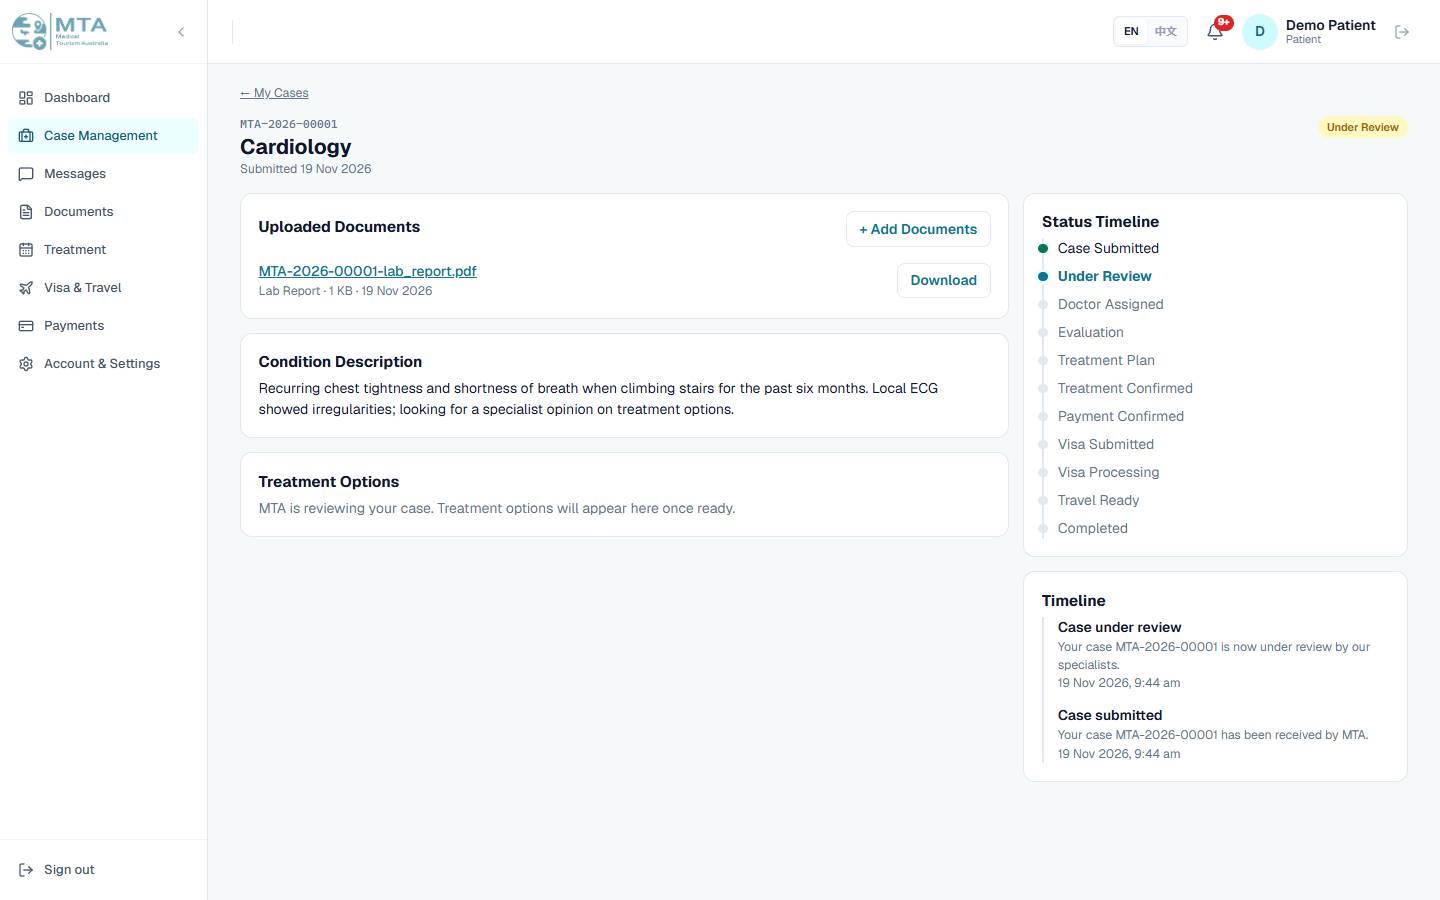 MTA
Medical
Tourism Australia
Dashboard
Case Management
Messages
Documents
Treatment
Visa & Travel
Payments
Account & Settings
Sign out
EN
中文
9+
D
Demo Patient
Patient
← My Cases
MTA-2026-00001
Cardiology
Submitted 19 Nov 2026
Under Review
Uploaded Documents
+ Add Documents
MTA-2026-00001-lab_report.pdf
Lab Report · 1 KB · 19 Nov 2026
Download
Condition Description
Recurring chest tightness and shortness of breath when climbing stairs for the past six months. Local ECG
showed irregularities; looking for a specialist opinion on treatment options.
Treatment Options
MTA is reviewing your case. Treatment options will appear here once ready.
Status Timeline
Case Submitted
Under Review
Doctor Assigned
Evaluation
Treatment Plan
Treatment Confirmed
Payment Confirmed
Visa Submitted
Visa Processing
Travel Ready
Completed
Timeline
Case under review
Your case MTA-2026-00001 is now under review by our
specialists.
19 Nov 2026, 9:44 am
Case submitted
Your case MTA-2026-00001 has been received by MTA.
19 Nov 2026, 9:44 am